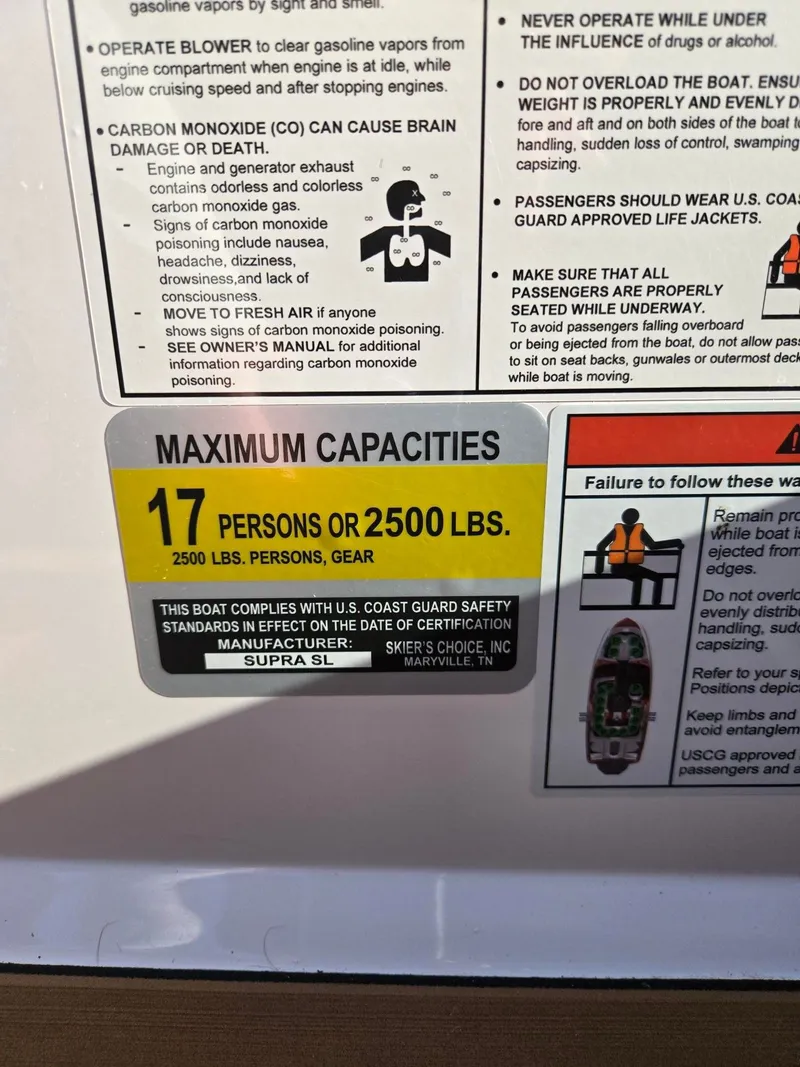 gasoline vapors by sight and smell.
• OPERATE BLOWER to clear gasoline vapors from
engine compartment when engine is at idle, while
below cruising speed and after stopping engines.
• CARBON MONOXIDE (CO) CAN CAUSE BRAIN
DAMAGE OR DEATH.
- Engine and generator exhaust
contains odorless and colorless
carbon monoxide gas.
- Signs of carbon monoxide
poisoning include nausea,
headache, dizziness,
drowsiness,and lack of
consciousness.
- MOVE TO FRESH AIR if anyone
shows signs of carbon monoxide poisoning.
- SEE OWNER'S MANUAL for additional
information regarding carbon monoxide
poisoning.
• NEVER OPERATE WHILE UNDER
THE INFLUENCE of drugs or alcohol.
• DO NOT OVERLOAD THE BOAT. ENSU
WEIGHT IS PROPERLY AND EVENLY D
fore and aft and on both sides of the boat t
handling, sudden loss of control, swamping
capsizing.
• PASSENGERS SHOULD WEAR U.S. COA
GUARD APPROVED LIFE JACKETS.
• MAKE SURE THAT ALL
PASSENGERS ARE PROPERLY
SEATED WHILE UNDERWAY.
To avoid passengers falling overboard
or being ejected from the boat, do not allow pas
to sit on seat backs, gunwales or outermost deck
while boat is moving.
MAXIMUM CAPACITIES
17 PERSONS OR 2500 LBS.
2500 LBS. PERSONS, GEAR
THIS BOAT COMPLIES WITH U.S. COAST GUARD SAFETY
STANDARDS IN EFFECT ON THE DATE OF CERTIFICATION
MANUFACTURER: SKIER'S CHOICE, INC
SUPRA SL MARYVILLE, TN
Failure to follow these wa
Remain pro
while boat i
ejected from
edges.
Do not overlo
evenly distrib
handling, sudd
capsizing.
Refer to your s
Positions depic
Keep limbs and
avoid entanglem
USCG approved
passengers and a